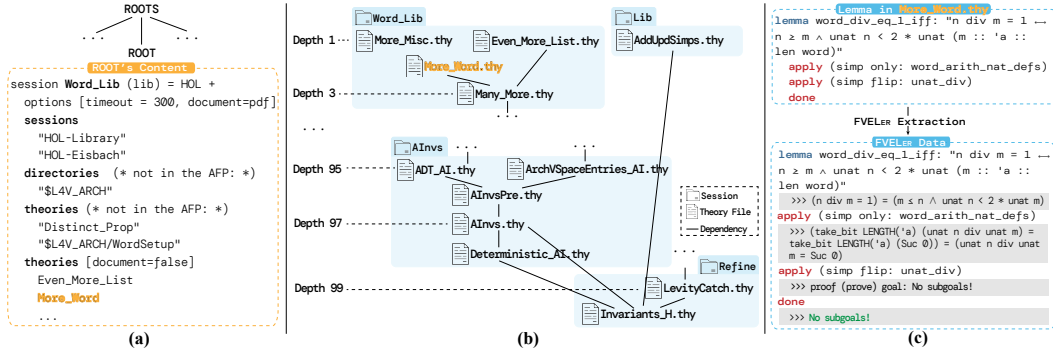 ROOTS
...
...
ROOT
ROOT's Content
session Word_Lib (lib) = HOL +
options [timeout = 300, document=pdf]
sessions
"HOL-Library"
"HOL-Eisbach"
directories (* not in the AFP: *)
"$L4V_ARCH"
theories (* not in the AFP: *)
"Distinct_Prop"
"$L4V_ARCH/WordSetup"
theories [document=false]
Even_More_List
More_Word
...
(a)
Word_Lib
Lib
Depth 1
More_Misc.thy
Even_More_List.thy
AddUpdSimps.thy
More_Word.thy
Depth 3
Many_More.thy
...
...
AInvs
...
...
Depth 95
ADT_AI.thy
ArchVSpaceEntries_AI.thy
AInvsPre.thy
Session
Theory File
Dependency
Depth 97
AInvs.thy
Deterministic_AI.thy
...
Refine
Depth 99
LevityCatch.thy
Invariants_H.thy
(b)
Lemma in More_Word.thy
lemma word_div_eq_1_iff: "n div m = 1 ⟷
n ≥ m ∧ unat n < 2 * unat (m :: 'a ::
len word)"
apply (simp only: word_arith_nat_defs)
apply (simp flip: unat_div)
done
FVELER Extraction
FVELER Data
lemma word_div_eq_1_iff: "n div m = 1 ⟷
n ≥ m ∧ unat n < 2 * unat (m :: 'a ::
len word)"
>>> (n div m = 1) = (m ≤ n ∧ unat n < 2 * unat m)
apply (simp only: word_arith_nat_defs)
>>> (take_bit LENGTH('a) (unat n div unat m) =
take_bit LENGTH('a) (Suc 0)) = (unat n div unat
m = Suc 0)
apply (simp flip: unat_div)
>>> proof (prove) goal: No subgoals!
done
>>> No subgoals!
(c)